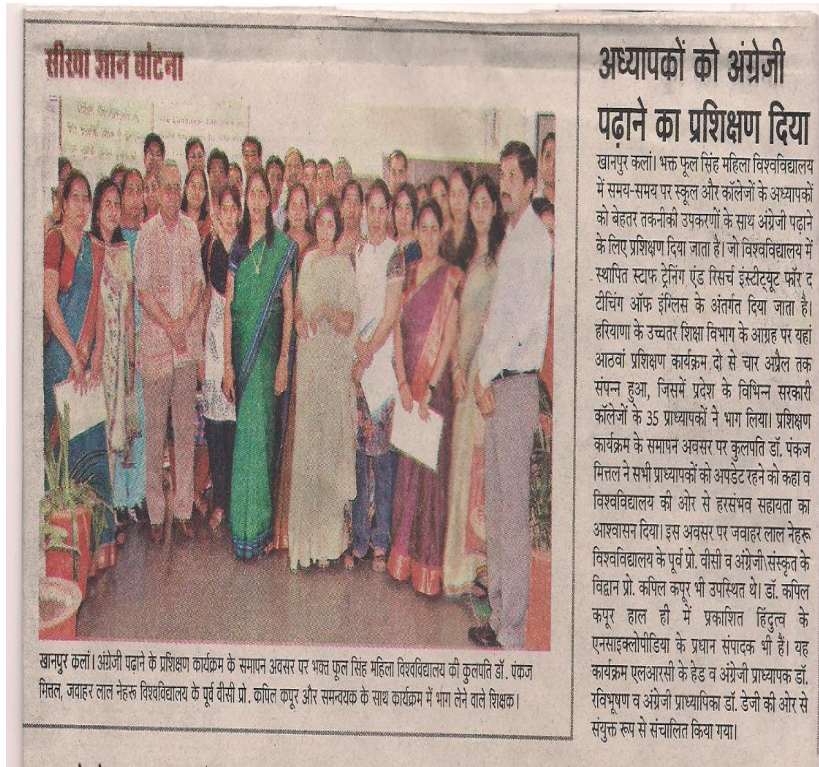 सीखा ज्ञान बांटना
खानपुर कलां। अंग्रेजी पढ़ाने के प्रशिक्षण कार्यक्रम के समापन अवसर पर भक्त फूल सिंह महिला विश्वविद्यालय की कुलपति डॉ. पंकज
मित्तल, जवाहर लाल नेहरू विश्वविद्यालय के पूर्व वीसी प्रो. कपिल कपूर और समन्वयक के साथ कार्यक्रम में भाग लेने वाले शिक्षक।
अध्यापकों को अंग्रेजी
पढ़ाने का प्रशिक्षण दिया
खानपुर कलां। भक्त फूल सिंह महिला विश्वविद्यालय
में समय-समय पर स्कूल और कॉलेजों के अध्यापकों
को बेहतर तकनीकी उपकरणों के साथ अंग्रेजी पढ़ाने
के लिए प्रशिक्षण दिया जाता है। जो विश्वविद्यालय में
स्थापित स्टाफ ट्रेनिंग एंड रिसर्च इंस्टीट्यूट फॉर द
टीचिंग ऑफ इंग्लिस के अंतर्गत दिया जाता है।
हरियाणा के उच्चतर शिक्षा विभाग के आग्रह पर यहां
आठवां प्रशिक्षण कार्यक्रम दो से चार अप्रैल तक
संपन्न हुआ, जिसमें प्रदेश के विभिन्न सरकारी
कॉलेजों के 35 प्राध्यापकों ने भाग लिया। प्रशिक्षण
कार्यक्रम के समापन अवसर पर कुलपति डॉ. पंकज
मित्तल ने सभी प्राध्यापकों को अपडेट रहने को कहा व
विश्वविद्यालय की ओर से हरसंभव सहायता का
आश्वासन दिया। इस अवसर पर जवाहर लाल नेहरू
विश्वविद्यालय के पूर्व प्रो. वीसी व अंग्रेजी\संस्कृत के
विद्वान प्रो. कपिल कपूर भी उपस्थित थे। डॉ. कपिल
कपूर हाल ही में प्रकाशित हिंदुत्व के
एनसाइक्लोपीडिया के प्रधान संपादक भी हैं। यह
कार्यक्रम एलआरसी के हेड व अंग्रेजी प्राध्यापक डॉ.
रविभूषण व अंग्रेजी प्राध्यापिका डॉ. डेजी की ओर से
संयुक्त रूप से संचालित किया गया।